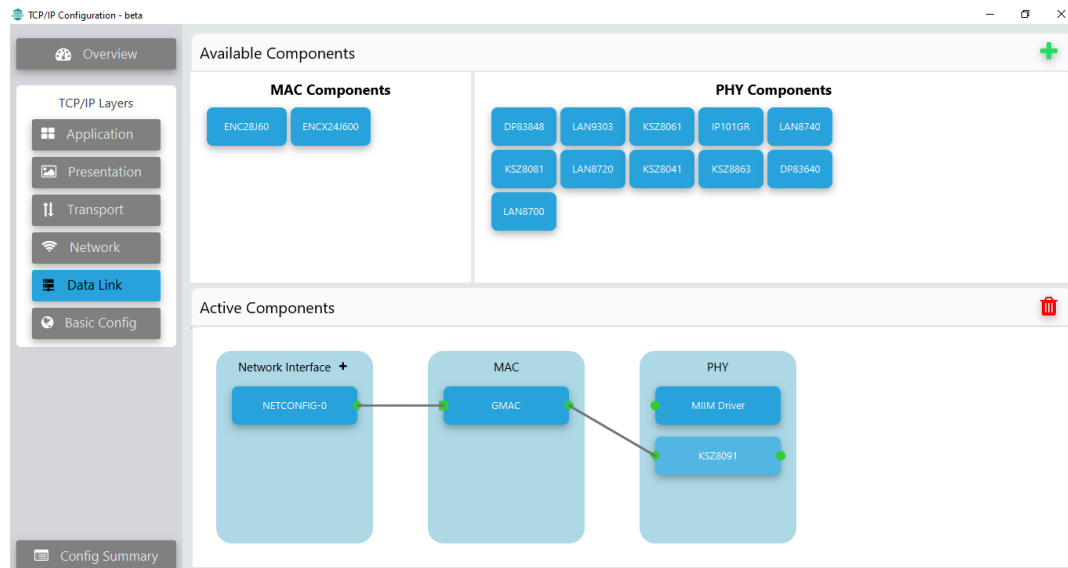 TCP/IP Configuration - beta
Overview
TCP/IP Layers
Application
Presentation
Transport
Network
Data Link
Basic Config
Config Summary
Available Components
MAC Components
ENC28J60 ENCX24J600
PHY Components
DP83848 LAN9303 KSZ8061 IP101GR LAN8740
KSZ8081 LAN8720 KSZ8041 KSZ8863 DP83640
LAN8700
Active Components
Network Interface +
NETCONFIG-0
MAC
GMAC
PHY
MIIM Driver
KSZ8091